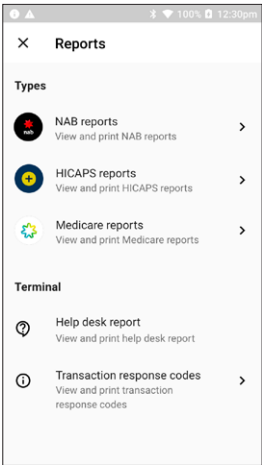 100% 12:30pm
Reports
Types
nab
NAB reports
View and print NAB reports
HICAPS reports
View and print HICAPS reports
Medicare reports
View and print Medicare reports
Terminal
Help desk report
View and print help desk report
Transaction response codes
View and print transaction
response codes